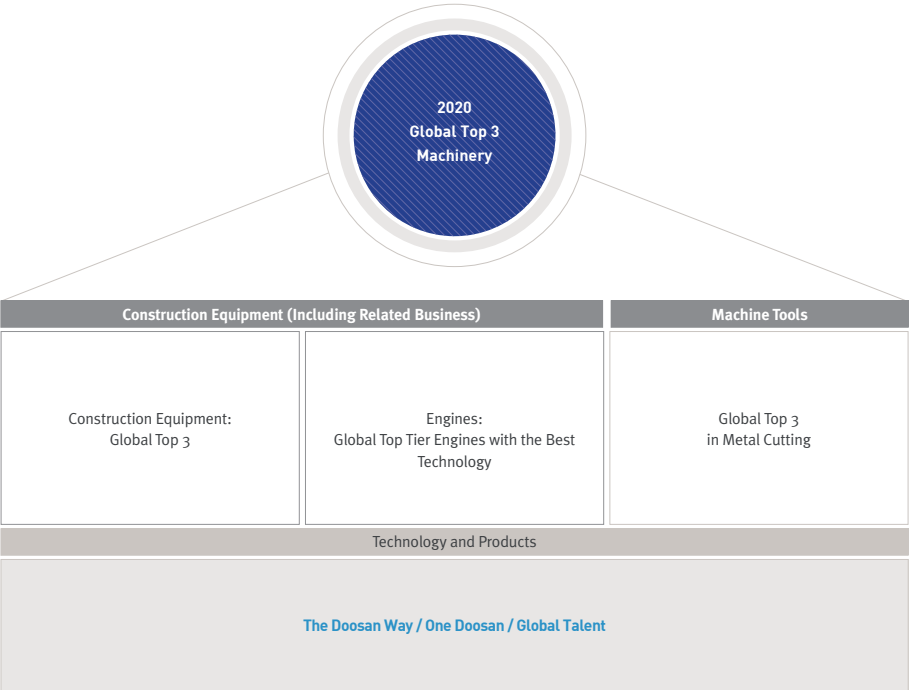 2020
Global Top 3
Machinery
Construction Equipment (Including Related Business)
Machine Tools
Construction Equipment:
Global Top 3
Engines:
Global Top Tier Engines with the Best
Technology
Global Top 3
in Metal Cutting
Technology and Products
The Doosan Way / One Doosan / Global Talent